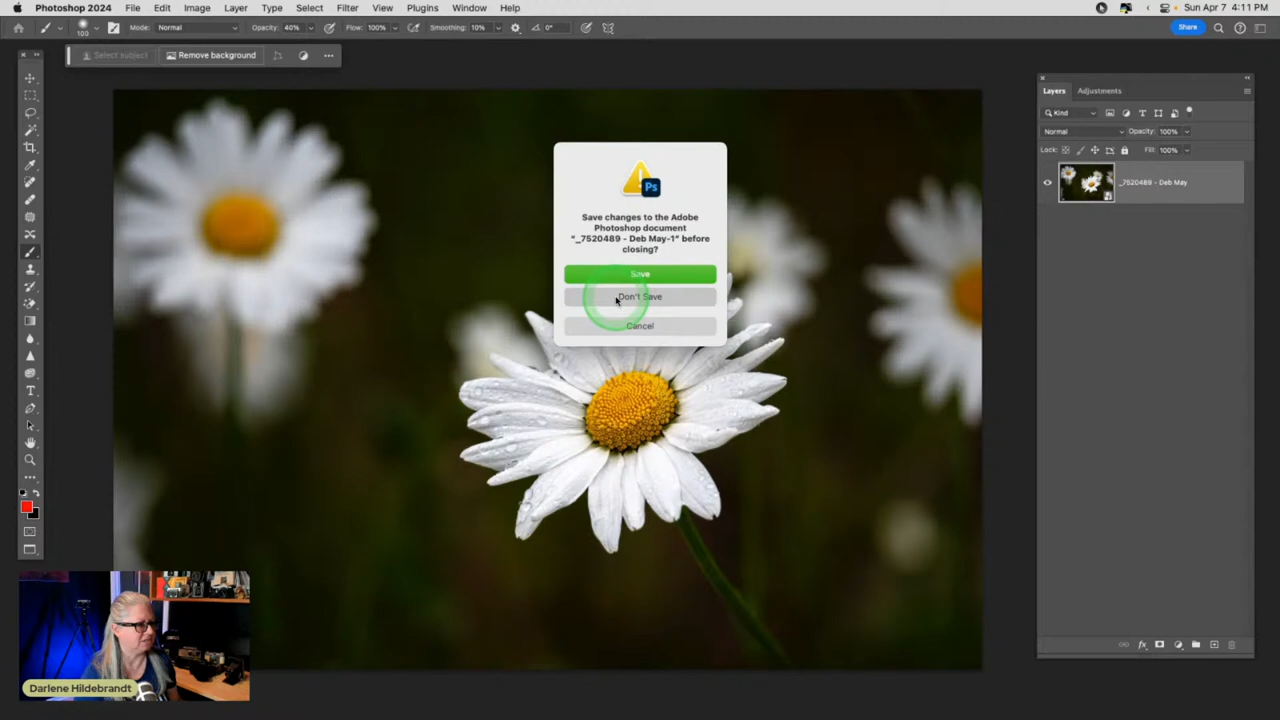 Photoshop 2024 File Edit Image Layer Type Select Filter View Plugins Window Help Sun Apr 7 4:11 PM
100 Mode: Normal Opacity: 40% Flow: 100% Smoothing: 10% 0° Share
Select subject Remove background
Layers Adjustments
Kind
Normal Opacity: 100%
Lock: Fill: 100%
_7520489 - Deb May
Save changes to the Adobe
Photoshop document
“_7520489 - Deb May-1” before
closing?
Save
Don't Save
Cancel
Ps
T
fx
Darlene Hildebrandt